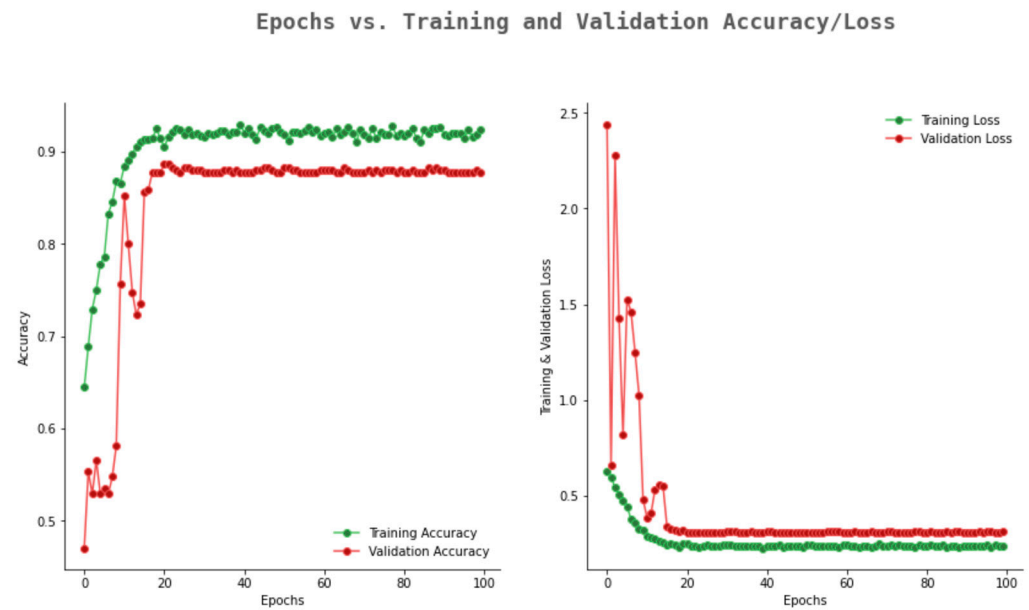 Epochs vs. Training and Validation Accuracy/Loss
Accuracy
0.9
0.8
0.7
0.6
0.5
0 20 40 60 80 100
Epochs
Training Accuracy
Validation Accuracy
Training & Validation Loss
2.5
2.0
1.5
1.0
0.5
0 20 40 60 80 100
Epochs
Training Loss
Validation Loss